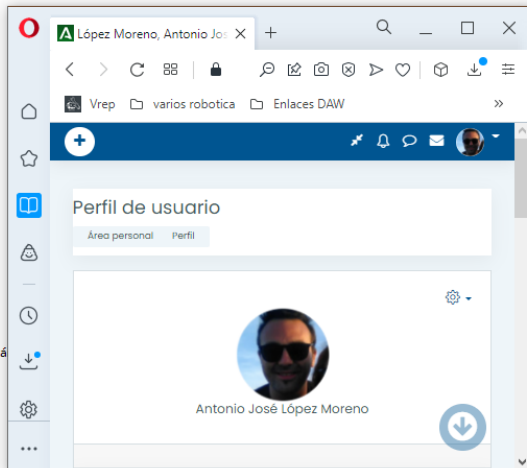 López Moreno, Antonio Jos
Vrep varios robotica Enlaces DAW
Perfil de usuario
Área personal Perfil
Antonio José López Moreno
á